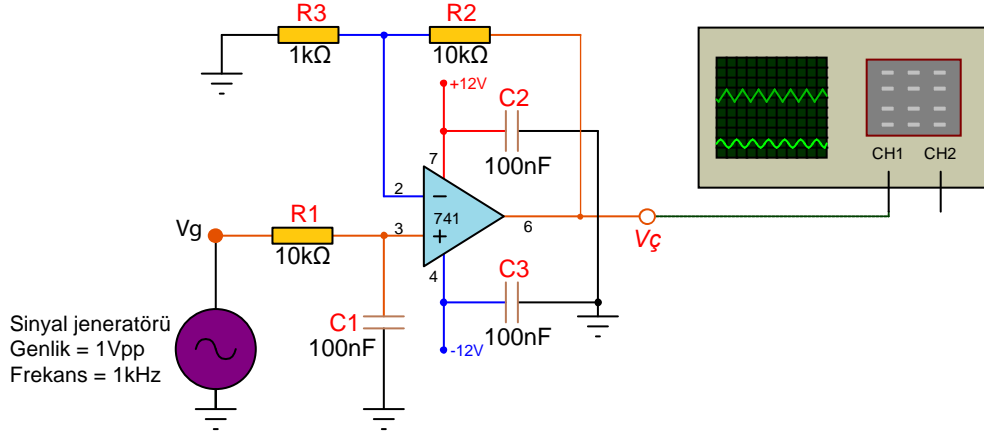 R3
1kΩ
R2
10kΩ
+12V
C2
100nF
7
2
741
3
6
4
Vg
R1
10kΩ
C1
100nF
C3
100nF
-12V
Vç
CH1 CH2
Sinyal jeneratörü
Genlik = 1Vpp
Frekans = 1kHz